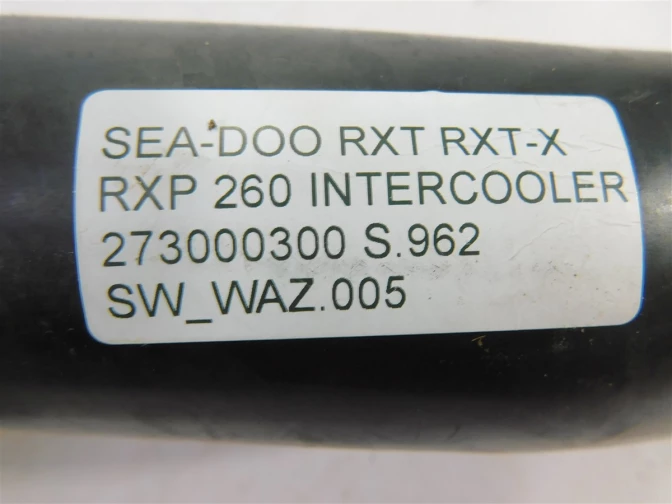 SEA-DOO RXT RXT-X
RXP 260 INTERCOOLER
273000300 S.962
SW_WAZ.005